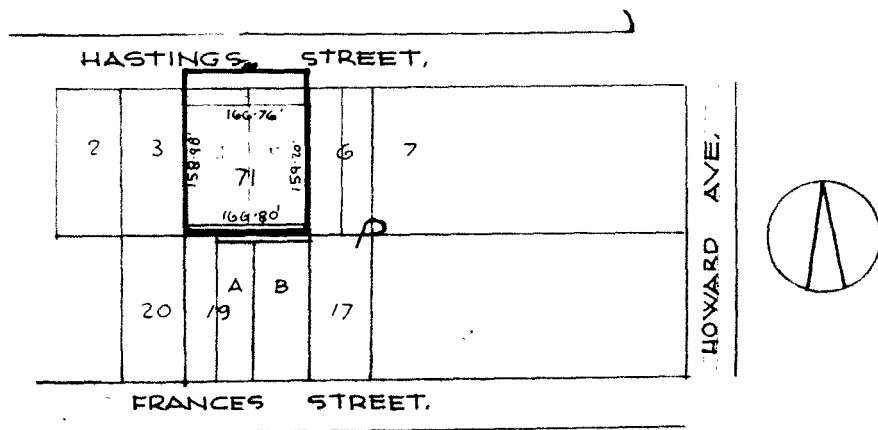 HASTINGS STREET.
166.76'
2 3 158.98' 71 159.20' 6 7
166.80'
HOWARD AVE.
A B
20 19 17
FRANCES STREET.